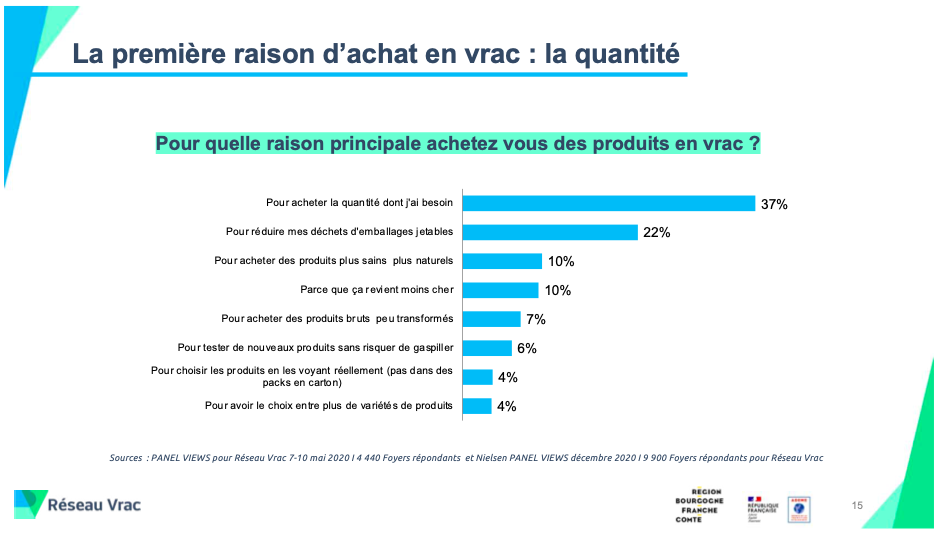 La première raison d'achat en vrac : la quantité
Pour quelle raison principale achetez vous des produits en vrac ?
Pour acheter la quantité dont j'ai besoin 37%
Pour réduire mes déchets d'emballages jetables 22%
Pour acheter des produits plus sains plus naturels 10%
Parce que ça revient moins cher 10%
Pour acheter des produits bruts peu transformés 7%
Pour tester de nouveaux produits sans risquer de gaspiller 6%
Pour choisir les produits en les voyant réellement (pas dans des
packs en carton) 4%
Pour avoir le choix entre plus de variétés de produits 4%
Sources : PANEL VIEWS pour Réseau Vrac 7-10 mai 2020 I 4 440 Foyers répondants et Nielsen PANEL VIEWS décembre 2020 I 9 900 Foyers répondants pour Réseau Vrac
Réseau Vrac
RÉGION
BOURGOGNE
FRANCHE
COMTE
RÉPUBLIQUE
FRANÇAISE
ADEME
15